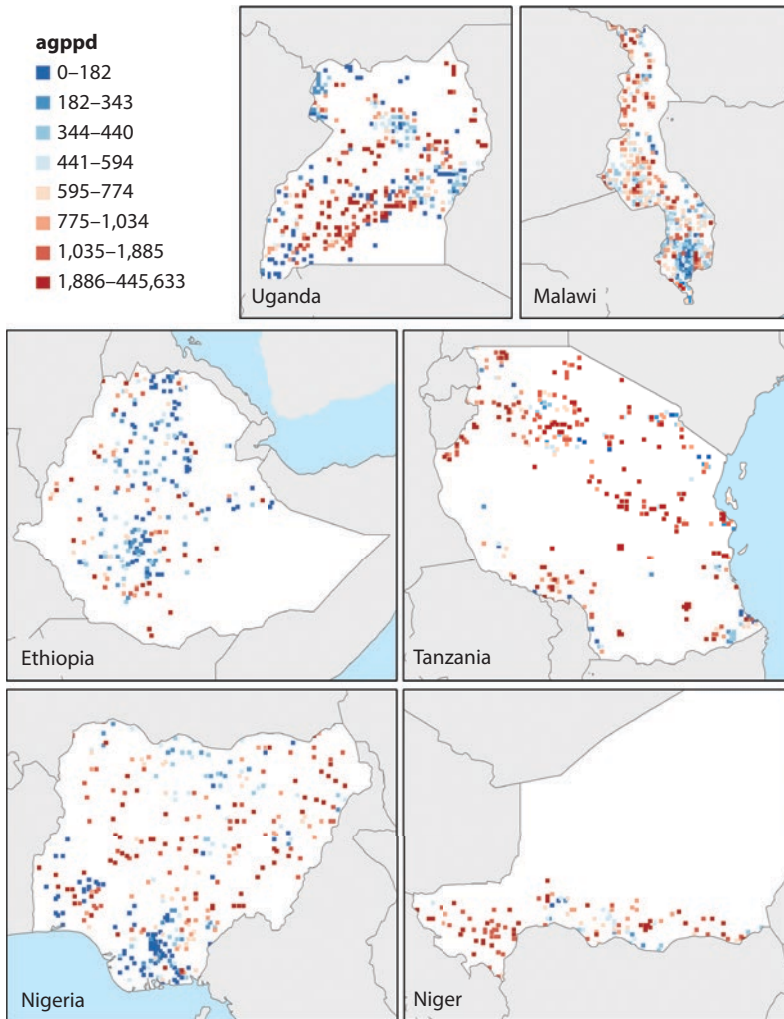 agppd
0–182
182–343
344–440
441–594
595–774
775–1,034
1,035–1,885
1,886–445,633
Uganda
Malawi
Ethiopia
Tanzania
Nigeria
Niger